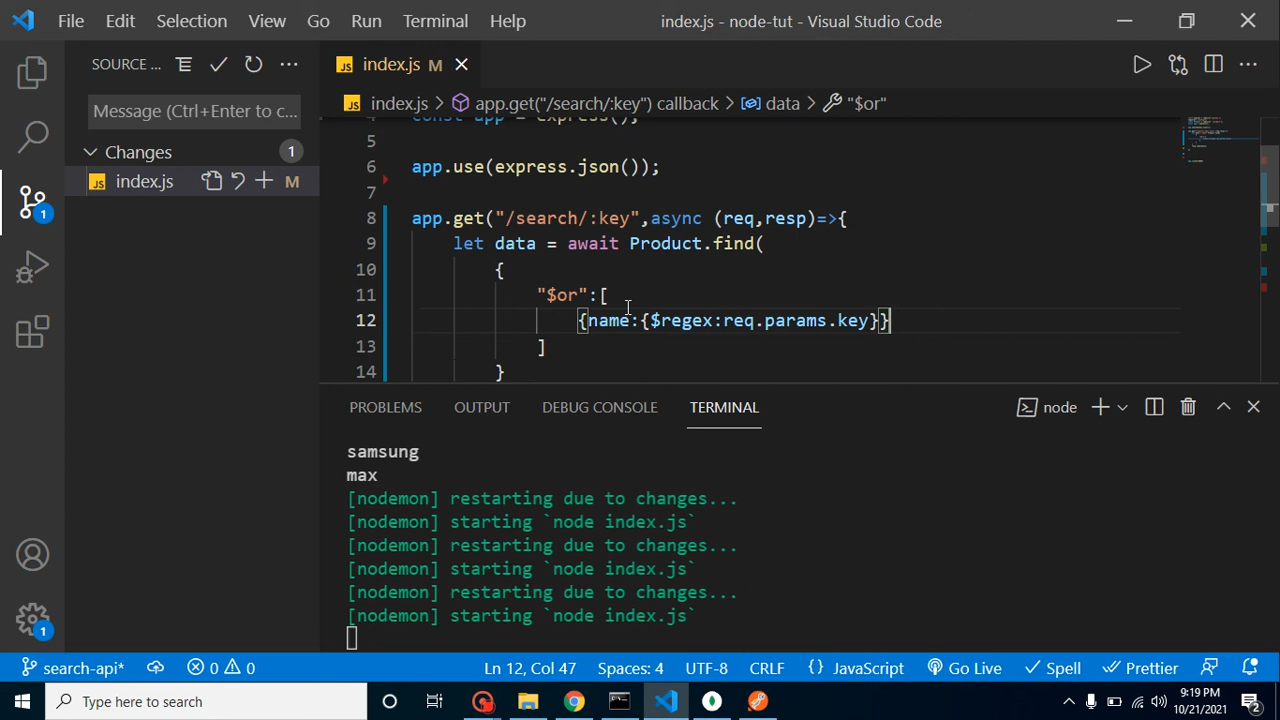 File Edit Selection View Go Run Terminal Help index.js - node-tut - Visual Studio Code
SOURCE ...
index.js M
Message (Ctrl+Enter to c...
index.js > app.get("/search/:key") callback > data > "$or"
Changes 1
index.js M
1
1
4 const app = express();
5
6 app.use(express.json());
7
8 app.get("/search/:key",async (req,resp)=>{
9 let data = await Product.find(
10 {
11 "$or":[
12 {name:{$regex:req.params.key}}
13 ]
14 }
PROBLEMS OUTPUT DEBUG CONSOLE TERMINAL node
samsung
max
[nodemon] restarting due to changes...
[nodemon] starting `node index.js`
[nodemon] restarting due to changes...
[nodemon] starting `node index.js`
[nodemon] restarting due to changes...
[nodemon] starting `node index.js`
search-api* 0 0 Ln 12, Col 47 Spaces: 4 UTF-8 CRLF {} JavaScript Go Live Spell Prettier
Type here to search
9:19 PM
10/21/2021
2